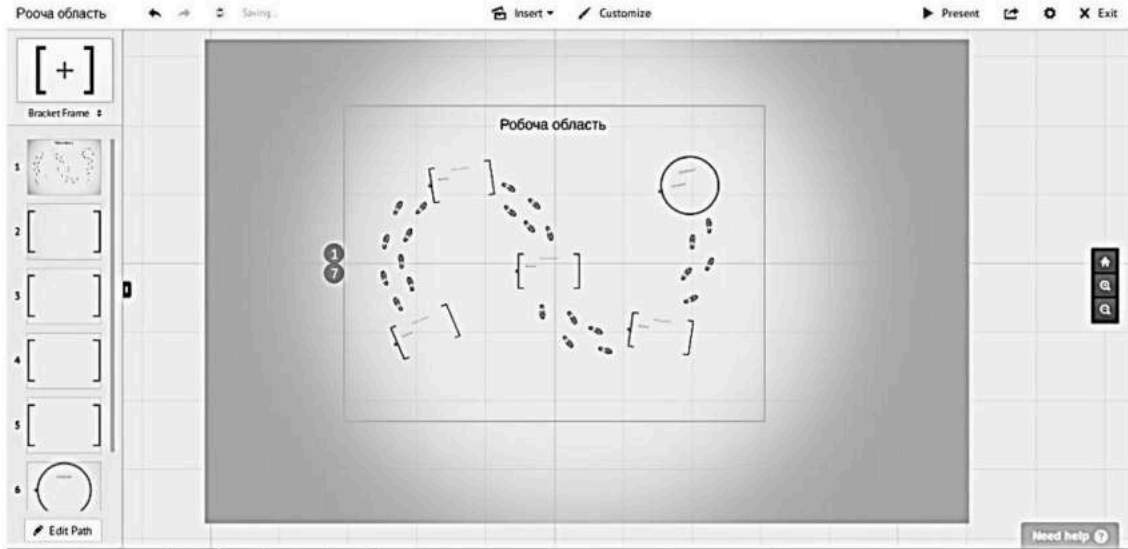 Рооча область
Saving...
Insert
Customize
Present
X Exit
Bracket Frame
1
2
3
4
5
6
Edit Path
Робоча область
1
7
Need help ?